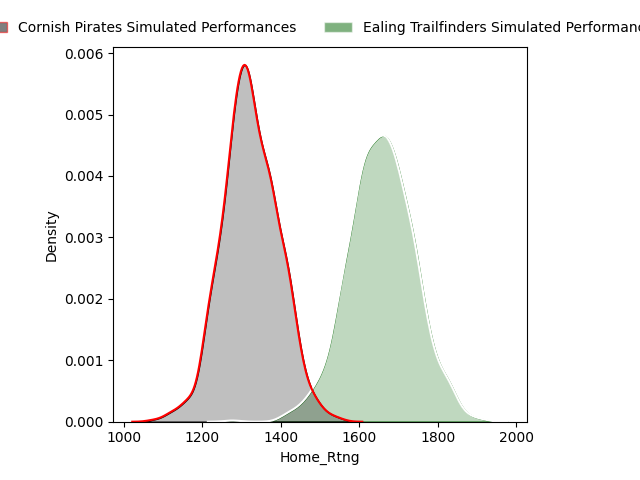 Cornish Pirates Simulated Performances
Ealing Trailfinders Simulated
0.006
0.005
0.004
0.003
0.002
0.001
0.000
Density
1000 1200 1400 1600 1800 2000
Home_Rtng